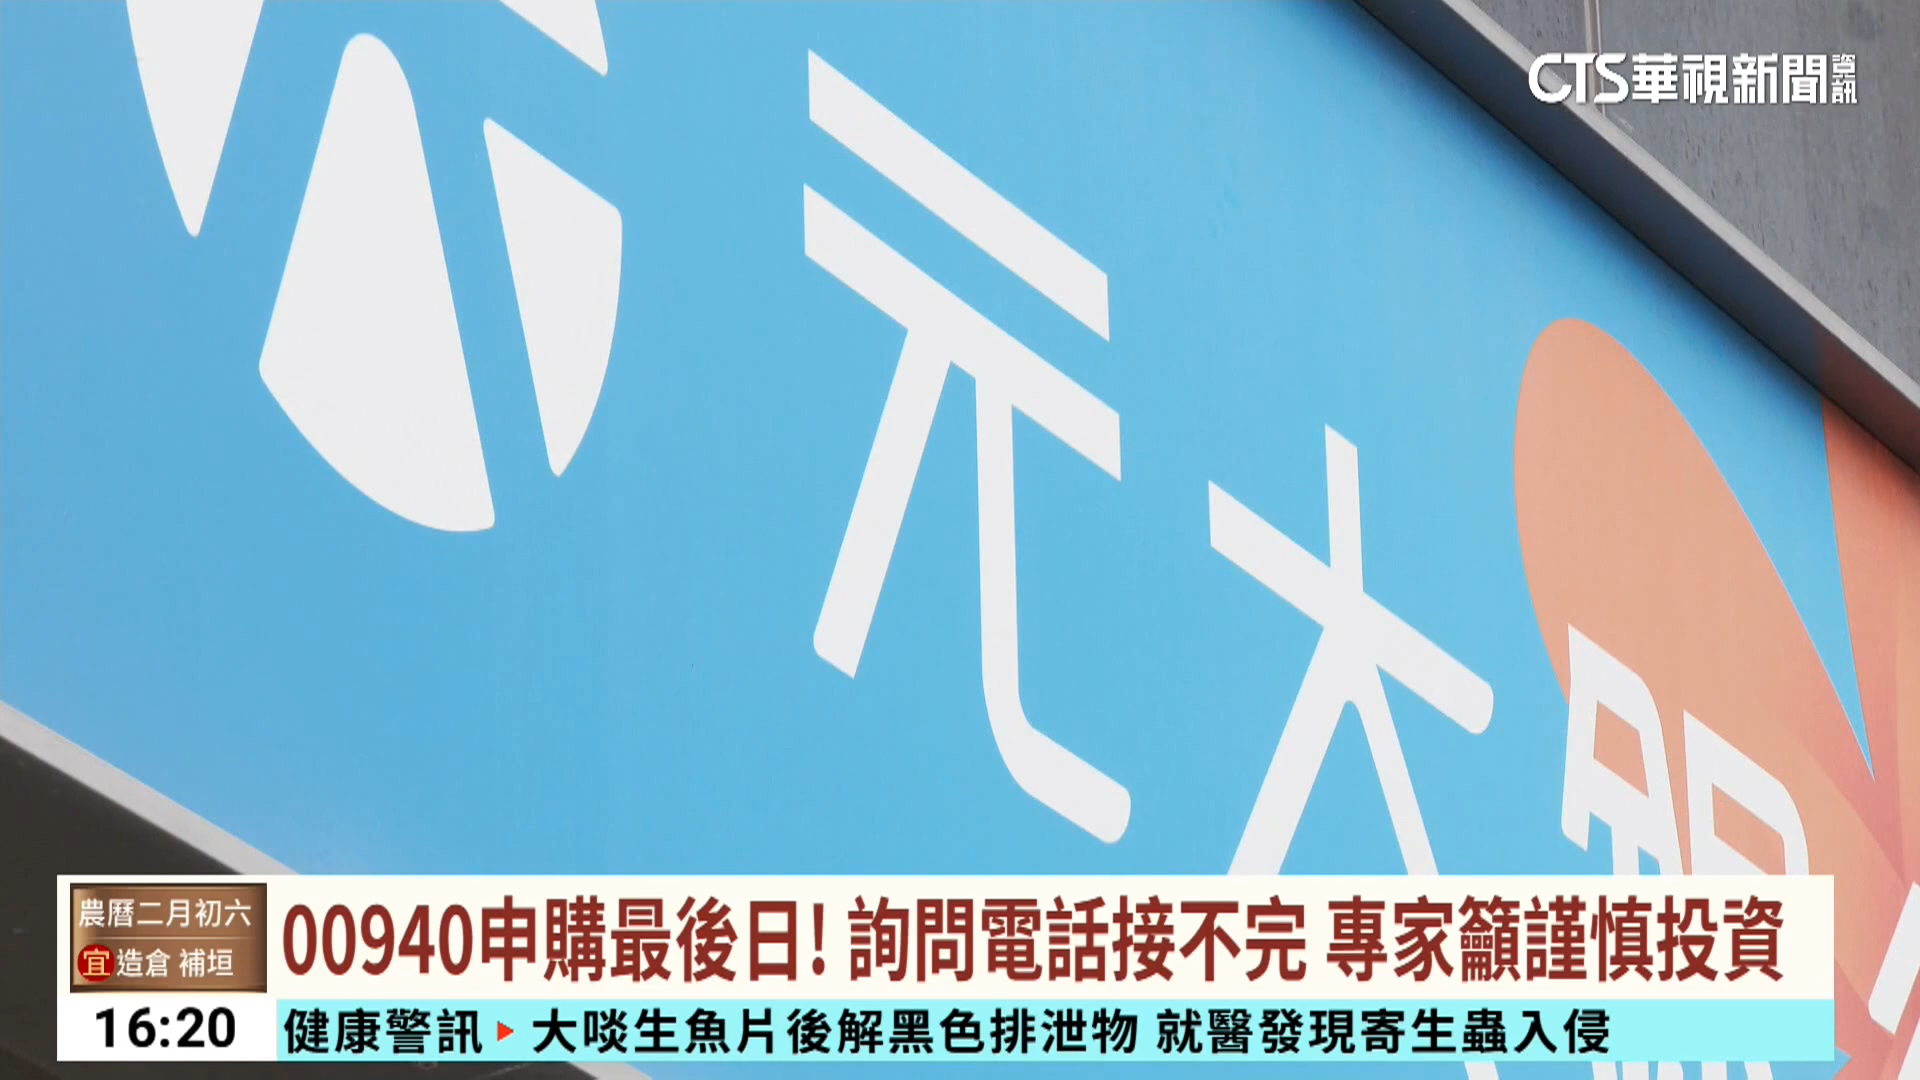 CTS華視新聞資訊
元大
農曆二月初六
宜造倉 補垣
00940申購最後日! 詢問電話接不完 專家籲謹慎投資
16:20
健康警訊 大啖生魚片後解黑色排泄物 就醫發現寄生蟲入侵